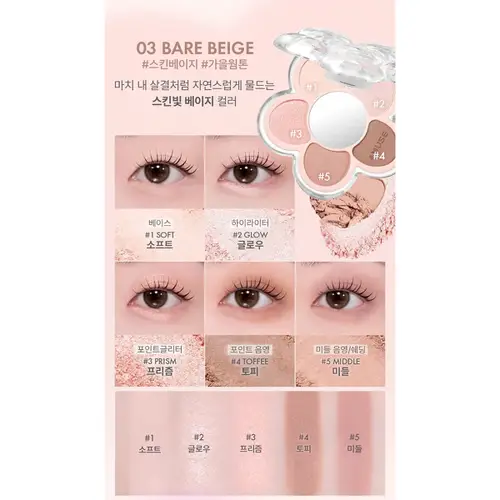 03 BARE BEIGE
#스킨베이지 #가을웜톤
마치 내 살결처럼 자연스럽게 물드는
스킨빛 베이지 컬러
#1
#2
#3
#4
#5
베이스
#1 SOFT
소프트
하이라이터
#2 GLOW
글로우
포인트글리터
#3 PRISM
프리즘
포인트 음영
#4 TOFFEE
토피
미들 음영/쉐딩
#5 MIDDLE
미들
#1
소프트
#2
글로우
#3
프리즘
#4
토피
#5
미들